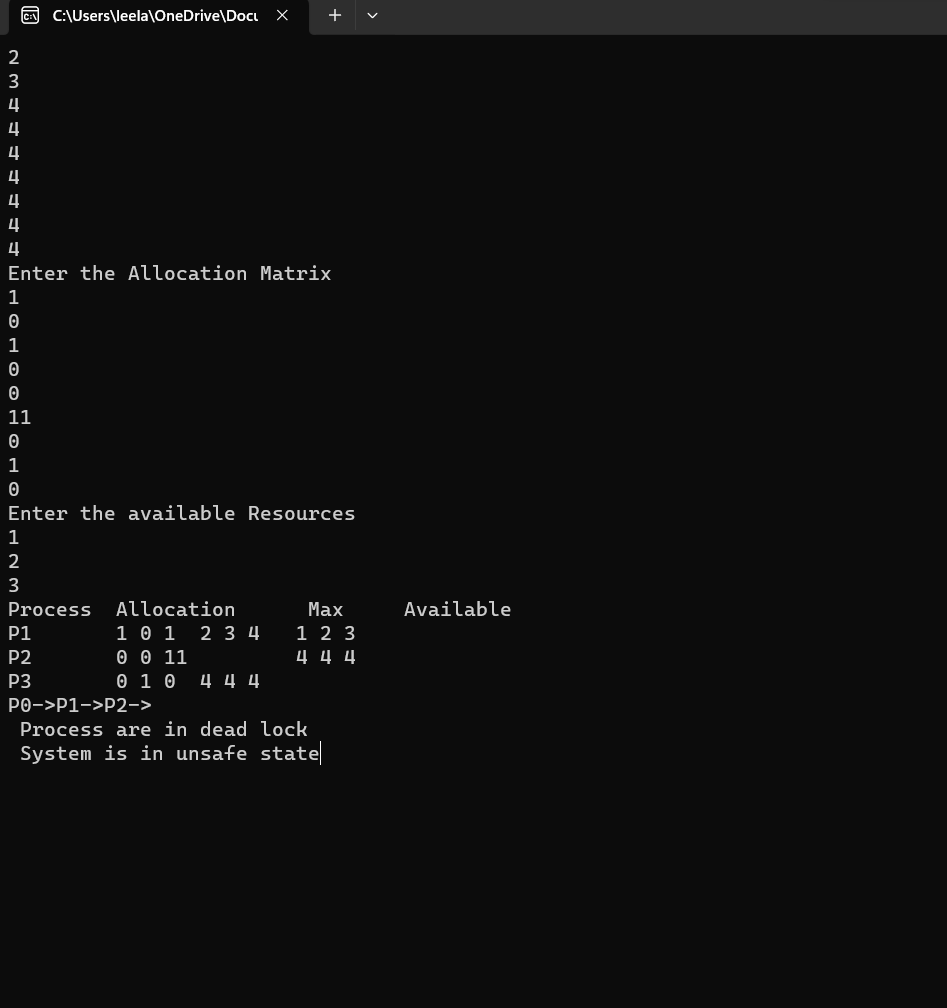 C:\Users\leela\OneDrive\Docu
2
3
4
4
4
4
4
4
4
Enter the Allocation Matrix
1
0
1
0
0
11
0
1
0
Enter the available Resources
1
2
3
Process  Allocation      Max     Available
P1       1 0 1  2 3 4   1 2 3
P2       0 0 11         4 4 4
P3       0 1 0  4 4 4
P0->P1->P2->
 Process are in dead lock
 System is in unsafe state